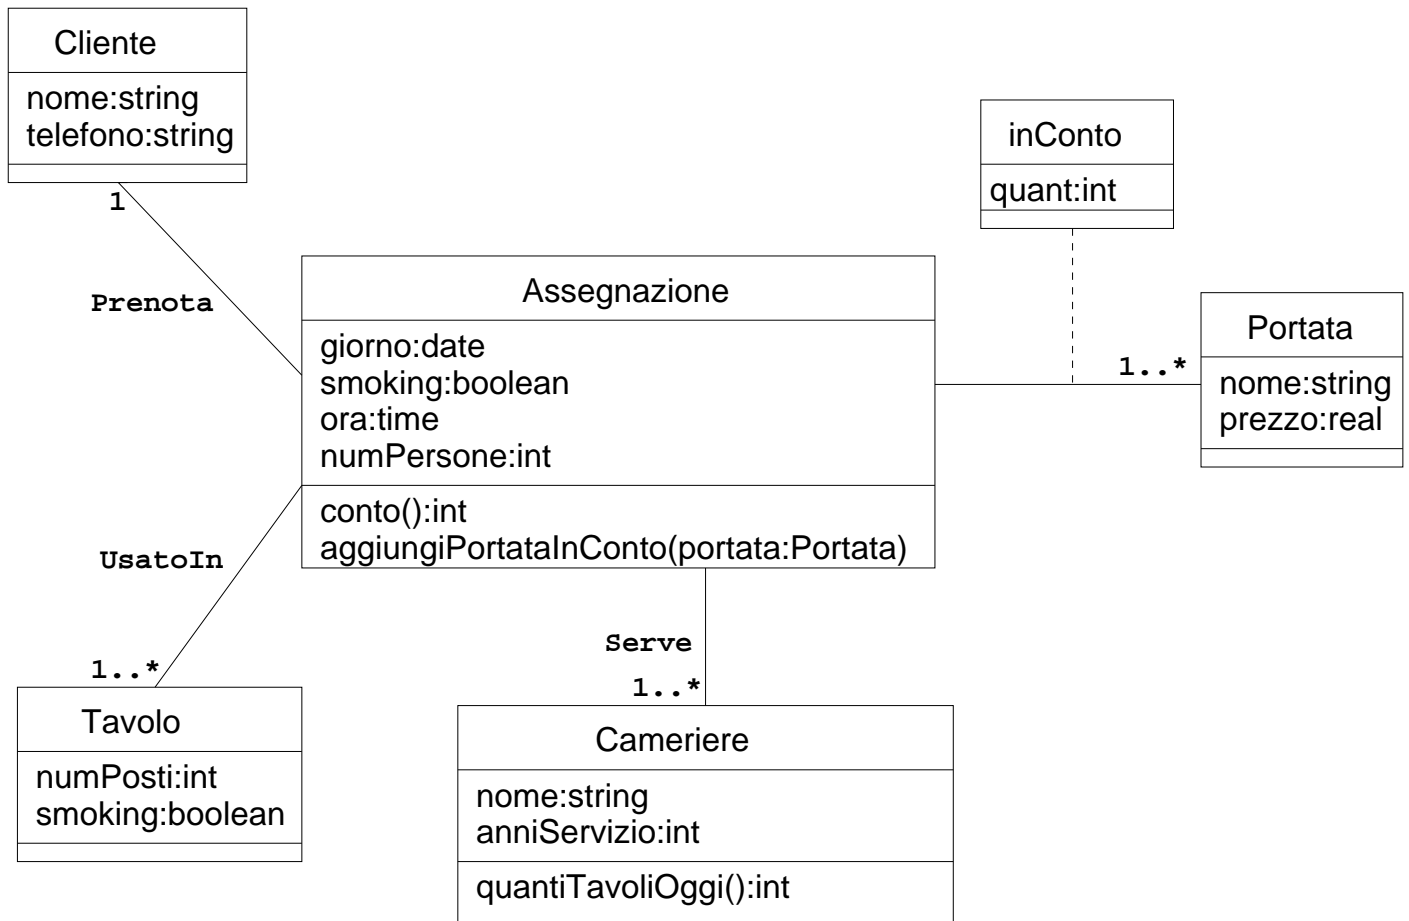 Cliente
nome:string
telefono:string
1
Prenota
inConto
quant:int
Assegnazione
giorno:date
smoking:boolean
ora:time
numPersone:int
conto():int
aggiungiPortataInConto(portata:Portata)
1..*
Portata
nome:string
prezzo:real
UsatoIn
1..*
Tavolo
numPosti:int
smoking:boolean
Serve
1..*
Cameriere
nome:string
anniServizio:int
quantiTavoliOggi():int